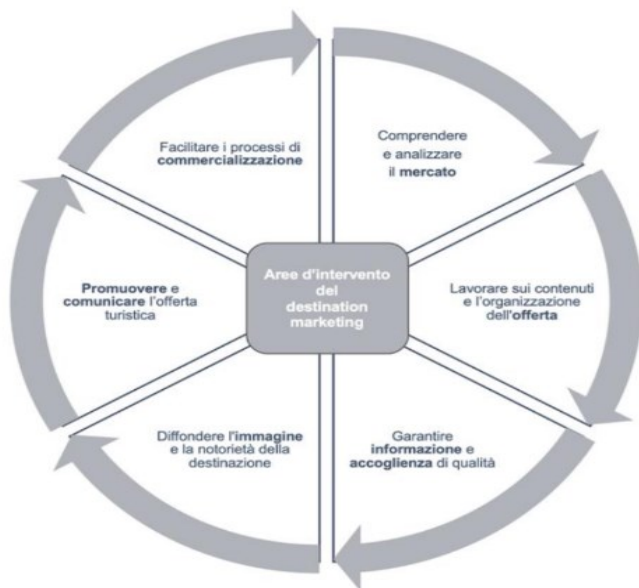 Facilitare i processi di
commercializzazione
Comprendere
e analizzare
il mercato
Promuovere e
comunicare l'offerta
turistica
Aree d'intervento
del
destination
marketing
Lavorare sui contenuti
e l'organizzazione
dell'offerta
Diffondere l'immagine
e la notorietà della
destinazione
Garantire
informazione e
accoglienza di qualità